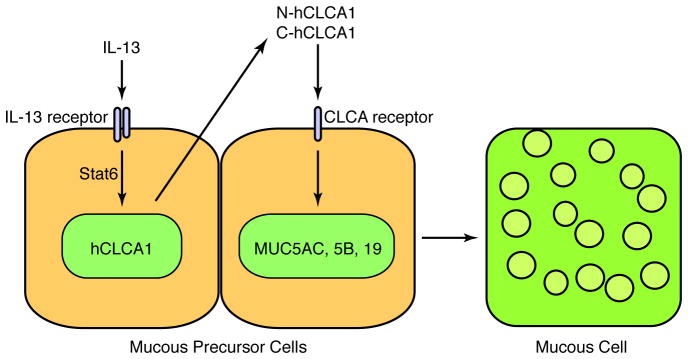 N-hCLCA1
C-hCLCA1
IL-13
IL-13 receptor
CLCA receptor
Stat6
hCLCA1
MUC5AC, 5B, 19
Mucous Precursor Cells
Mucous Cell